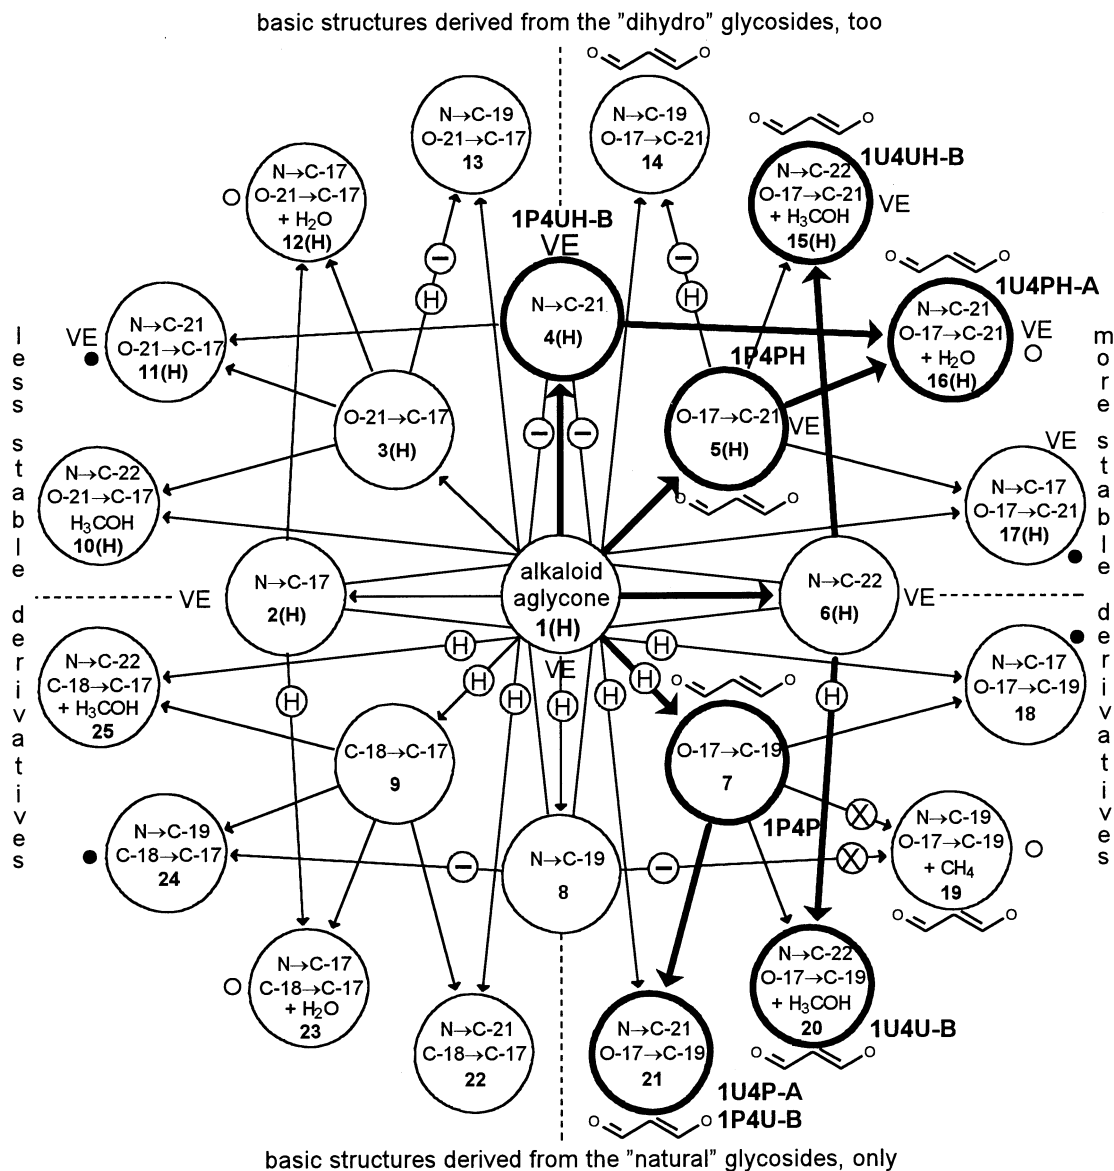 basic structures derived from the "dihydro" glycosides, too
O O
N→C-19
O-21→C-17
13
N→C-19
O-17→C-21
14
O O
1U4UH-B
N→C-22
O-17→C-21
+ H3COH
15(H)
VE
O
N→C-17
O-21→C-17
+ H2O
12(H)
1P4UH-B
VE
N→C-21
4(H)
−
H
−
H
O O
1U4PH-A
N→C-21
O-17→C-21
+ H2O
16(H)
VE
O
VE
N→C-21
O-21→C-17
11(H)
less stable
more stable
1P4PH
O-21→C-17
3(H)
−
−
O-17→C-21
5(H)
VE
O O
N→C-22
O-21→C-17
H3COH
10(H)
VE
N→C-17
O-17→C-21
17(H)
VE
N→C-17
2(H)
alkaloid
aglycone
1(H)
VE
N→C-22
6(H)
VE
derivatives
derivatives
H
H
H
H
H
H
H
H
H
N→C-22
C-18→C-17
+ H3COH
25
N→C-17
O-17→C-19
18
O O
C-18→C-17
9
O-17→C-19
7
1P4P
N→C-19
C-18→C-17
24
−
N→C-19
8
−
X
X
N→C-19
O-17→C-19
+ CH4
19
O
O O
O
N→C-17
C-18→C-17
+ H2O
23
N→C-22
O-17→C-19
+ H3COH
20
1U4U-B
O O
N→C-21
C-18→C-17
22
N→C-21
O-17→C-19
21
1U4P-A
1P4U-B
O O
basic structures derived from the "natural" glycosides, only